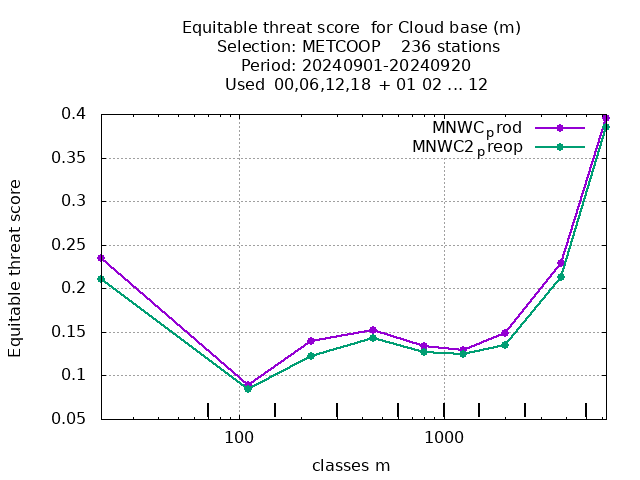 Equitable threat score  for Cloud base (m)
Selection: METCOOP    236 stations
Period: 20240901-20240920
Used  00,06,12,18 + 01 02 ... 12
MNWCprod
MNWC2preop
0.4
0.35
0.3
0.25
0.2
0.15
0.1
0.05
Equitable threat score
100 1000
classes m